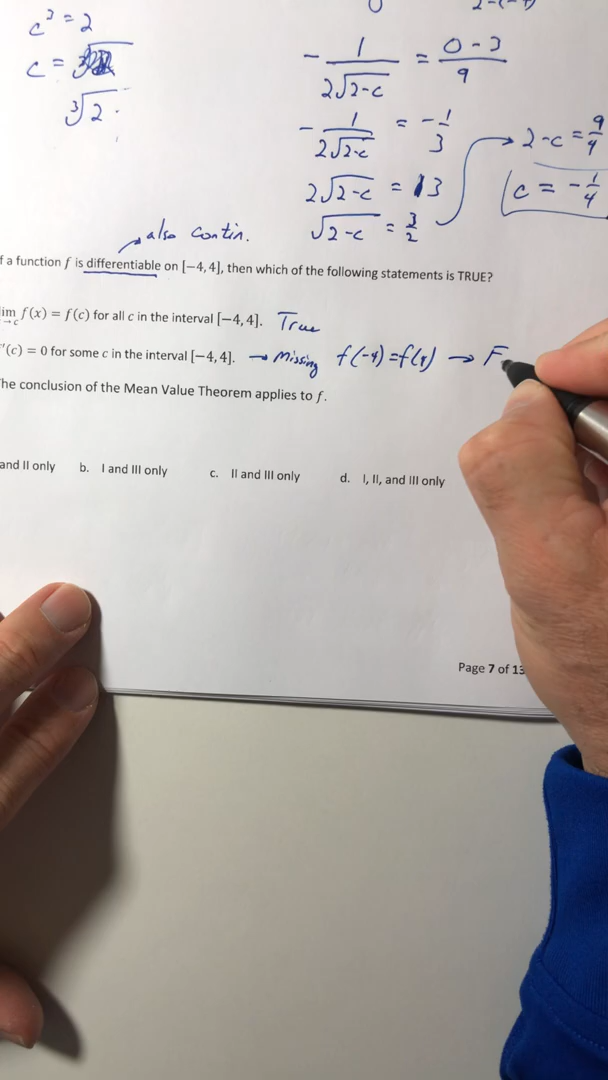 c³ = 2
c =
³√2
2-(-7)
- 1/(2√2-c) = (0-3)/9
- 1/(2√2-c) = -1/3
2√2-c = 3
√2-c = 3/2
→ 2-c = 9/4
c = -1/4
also contin.
f a function f is differentiable on [−4, 4], then which of the following statements is TRUE?
im f(x) = f(c) for all c in the interval [−4, 4]. True
→c
'(c) = 0 for some c in the interval [−4, 4]. → Missing f(-4)=f(4) → F
he conclusion of the Mean Value Theorem applies to f.
and II only b. I and III only c. II and III only d. I, II, and III only
Page 7 of 13